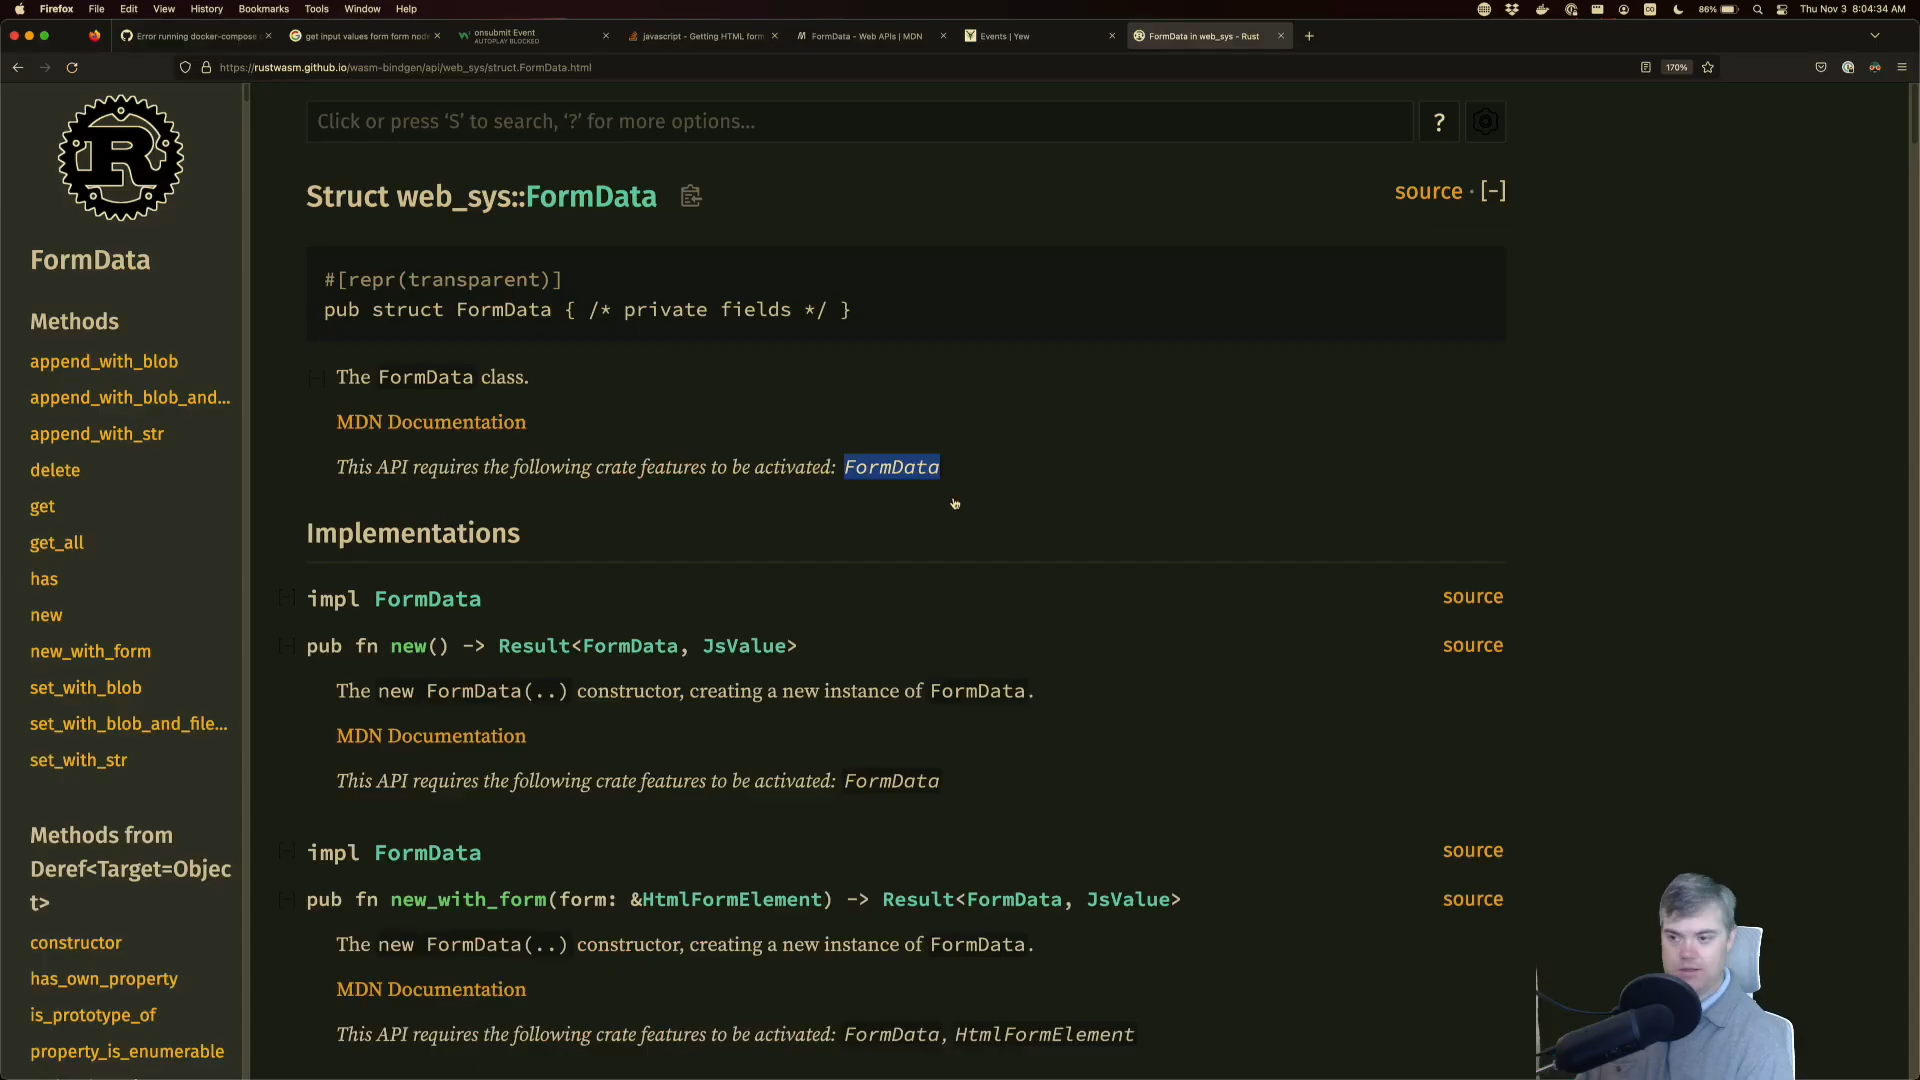 Firefox File Edit View History Bookmarks Tools Window Help 86% Thu Nov 3 8:04:34 AM
Error running docker-compose
get input values form form node
onsubmit Event
AUTOPLAY BLOCKED
javascript - Getting HTML form
FormData - Web APIs | MDN
Events | Yew
FormData in web_sys - Rust
https://rustwasm.github.io/wasm-bindgen/api/web_sys/struct.FormData.html 170%
Click or press ‘S’ to search, ‘?’ for more options… ?
FormData
Methods
append_with_blob
append_with_blob_and...
append_with_str
delete
get
get_all
has
new
new_with_form
set_with_blob
set_with_blob_and_file...
set_with_str
Methods from
Deref<Target=Objec
t>
constructor
has_own_property
is_prototype_of
property_is_enumerable
Struct web_sys::FormData source · [-]
#[repr(transparent)]
pub struct FormData { /* private fields */ }
[-] The FormData class.
MDN Documentation
This API requires the following crate features to be activated: FormData
Implementations
[-] impl FormData source
[-] pub fn new() -> Result<FormData, JsValue> source
The new FormData(..) constructor, creating a new instance of FormData.
MDN Documentation
This API requires the following crate features to be activated: FormData
[-] impl FormData source
[-] pub fn new_with_form(form: &HtmlFormElement) -> Result<FormData, JsValue> source
The new FormData(..) constructor, creating a new instance of FormData.
MDN Documentation
This API requires the following crate features to be activated: FormData, HtmlFormElement